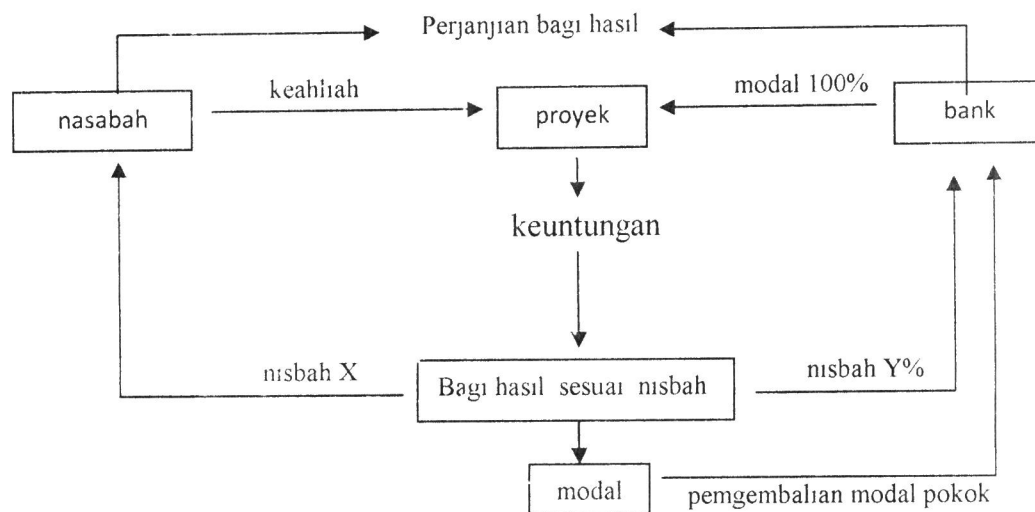 Perjanjian bagi hasil
keahliah
modal 100%
nasabah
proyek
bank
keuntungan
nisbah X
Bagi hasil sesuai nisbah
nisbah Y%
modal
pemgembalian modal pokok